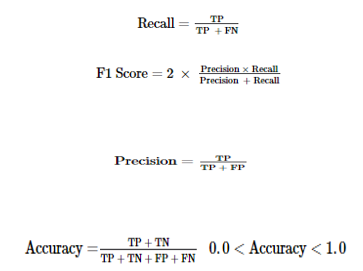 Recall = TP / TP + FN
F1 Score = 2 × Precision × Recall / Precision + Recall
Precision = TP / TP + FP
Accuracy = TP + TN / TP + TN + FP + FN 0.0 < Accuracy < 1.0